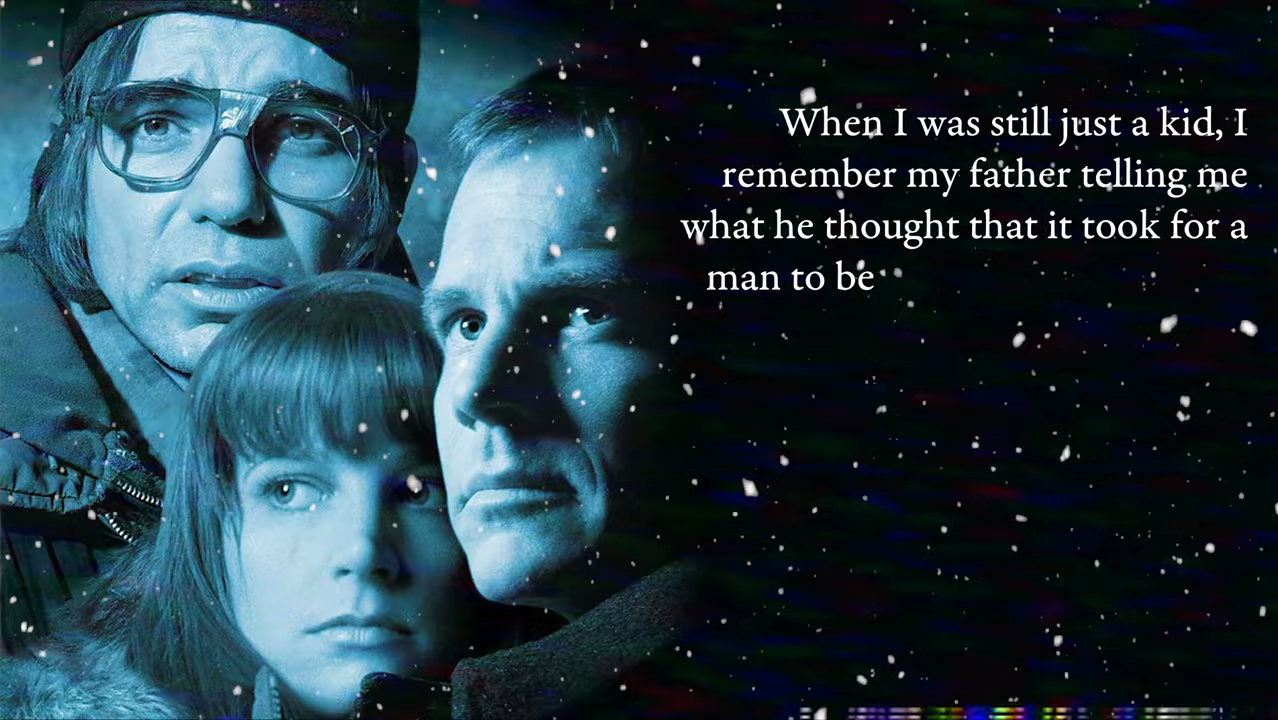 When I was still just a kid, I
remember my father telling me
what he thought that it took for a
man to be